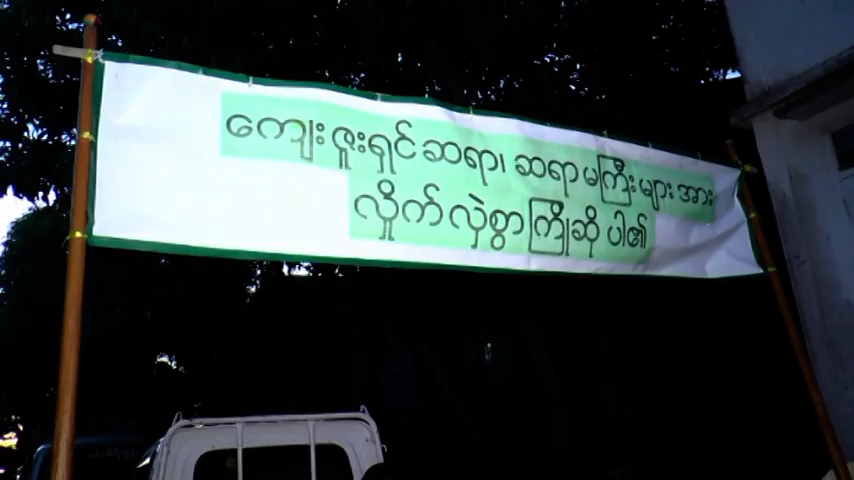 ကျေးဇူးရှင်ဆရာ၊ ဆရာမကြီးများအား
လှိုက်လှဲစွာကြိုဆိုပါ၏